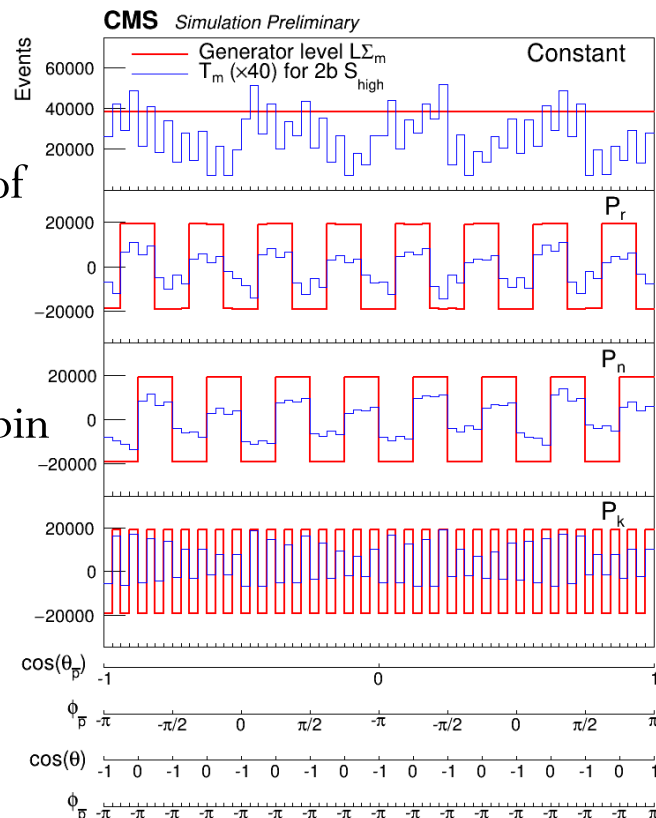 CMS Simulation Preliminary
Events
Generator level LΣm
Tm (×40) for 2b Shigh
Constant
60000
40000
20000
of
Pr
20000
0
−20000
Pn
20000
0
−20000
bin
Pk
20000
0
−20000
cos(θp̅)
-1 0 1
ϕp̅ -π -π/2 0 π/2 -π -π/2 0 π/2 π
cos(θ) -1 0 -1 0 -1 0 -1 0 -1 0 -1 0 -1 0 -1 0 1
ϕp̅ -π -π -π -π -π -π -π -π -π -π -π -π -π -π -π -π π